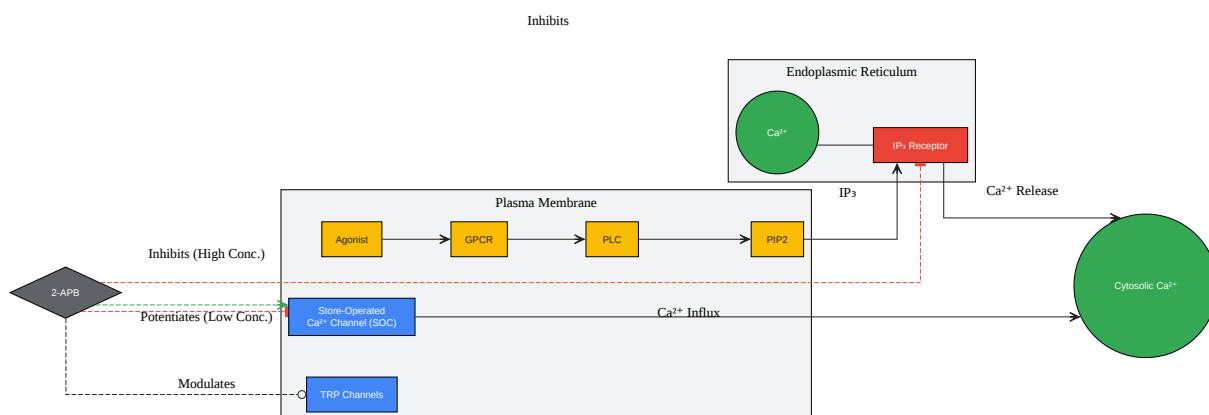 Inhibits
Endoplasmic Reticulum
Ca²⁺
IP₃ Receptor
IP₃
Ca²⁺ Release
Plasma Membrane
Agonist
GPCR
PLC
PIP2
Inhibits (High Conc.)
2-APB
Cytosolic Ca²⁺
Potentiates (Low Conc.)
Store-Operated
Ca²⁺ Channel (SOC)
Ca²⁺ Influx
Modulates
TRP Channels